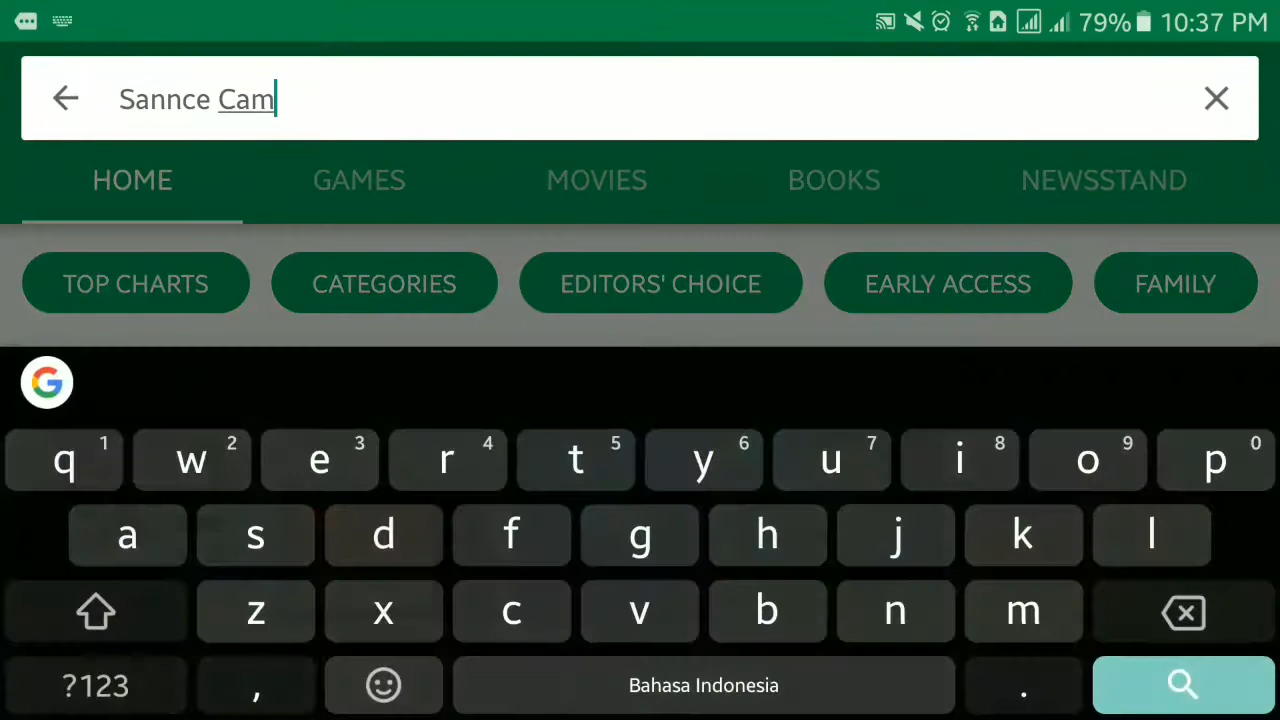 79% 10:37 PM
Sannce Cam
HOME GAMES MOVIES BOOKS NEWSSTAND
TOP CHARTS CATEGORIES EDITORS' CHOICE EARLY ACCESS FAMILY
G
q 1 w 2 e 3 r 4 t 5 y 6 u 7 i 8 o 9 p 0
a s d f g h j k l
z x c v b n m
?123 , Bahasa Indonesia .